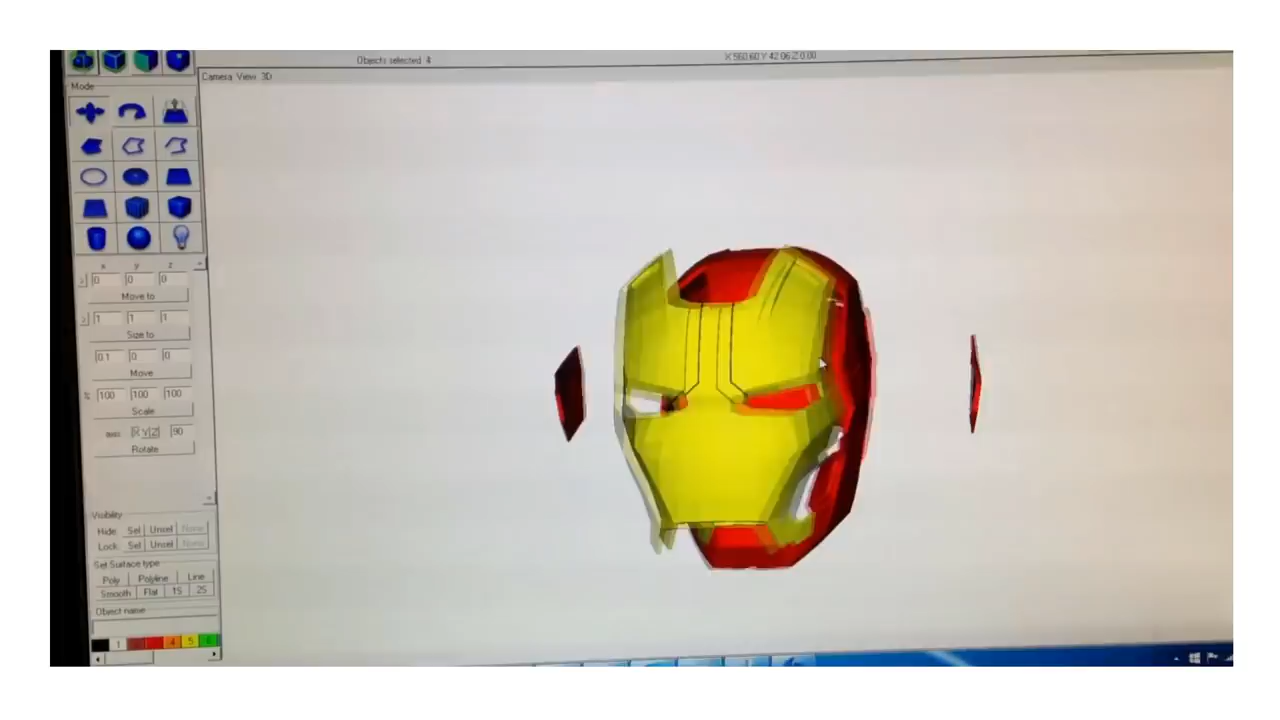 Objects selected 4
X 560.60 Y 42.06 Z 0.00
Camera View 3D
Mode
x y z
0 0 0
Move to
1 1 1
Size to
0.1 0 0
Move
% 100 100 100
Scale
90
Rotate
Visibility
Hide: Sel Unsel None
Lock: Sel Unsel None
Set Surface type
Poly Polyline Line
Smooth Flat 1S 2S
Object name
1 4 5